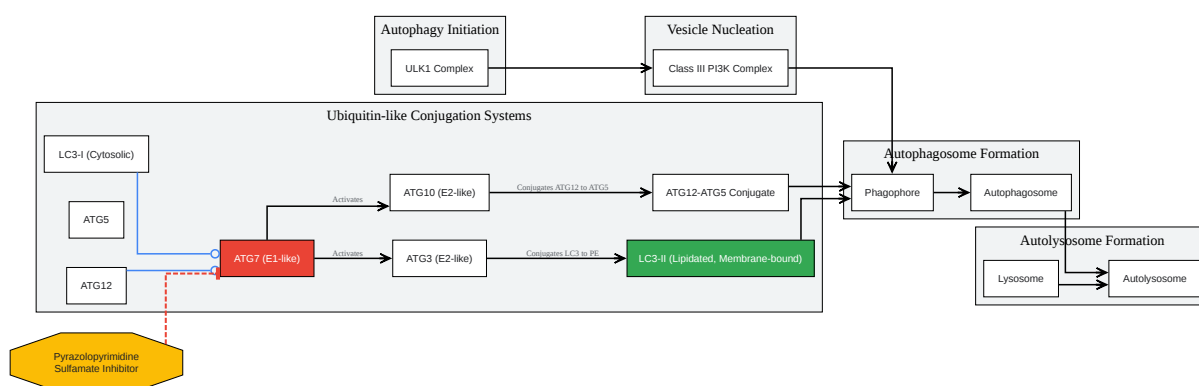 Autophagy Initiation
ULK1 Complex
Vesicle Nucleation
Class III PI3K Complex
Ubiquitin-like Conjugation Systems
LC3-I (Cytosolic)
ATG5
ATG12
ATG7 (E1-like)
Activates
ATG10 (E2-like)
Conjugates ATG12 to ATG5
ATG12-ATG5 Conjugate
Activates
ATG3 (E2-like)
Conjugates LC3 to PE
LC3-II (Lipidated, Membrane-bound)
Autophagosome Formation
Phagophore
Autophagosome
Autolysosome Formation
Lysosome
Autolysosome
Pyrazolopyrimidine
Sulfamate Inhibitor